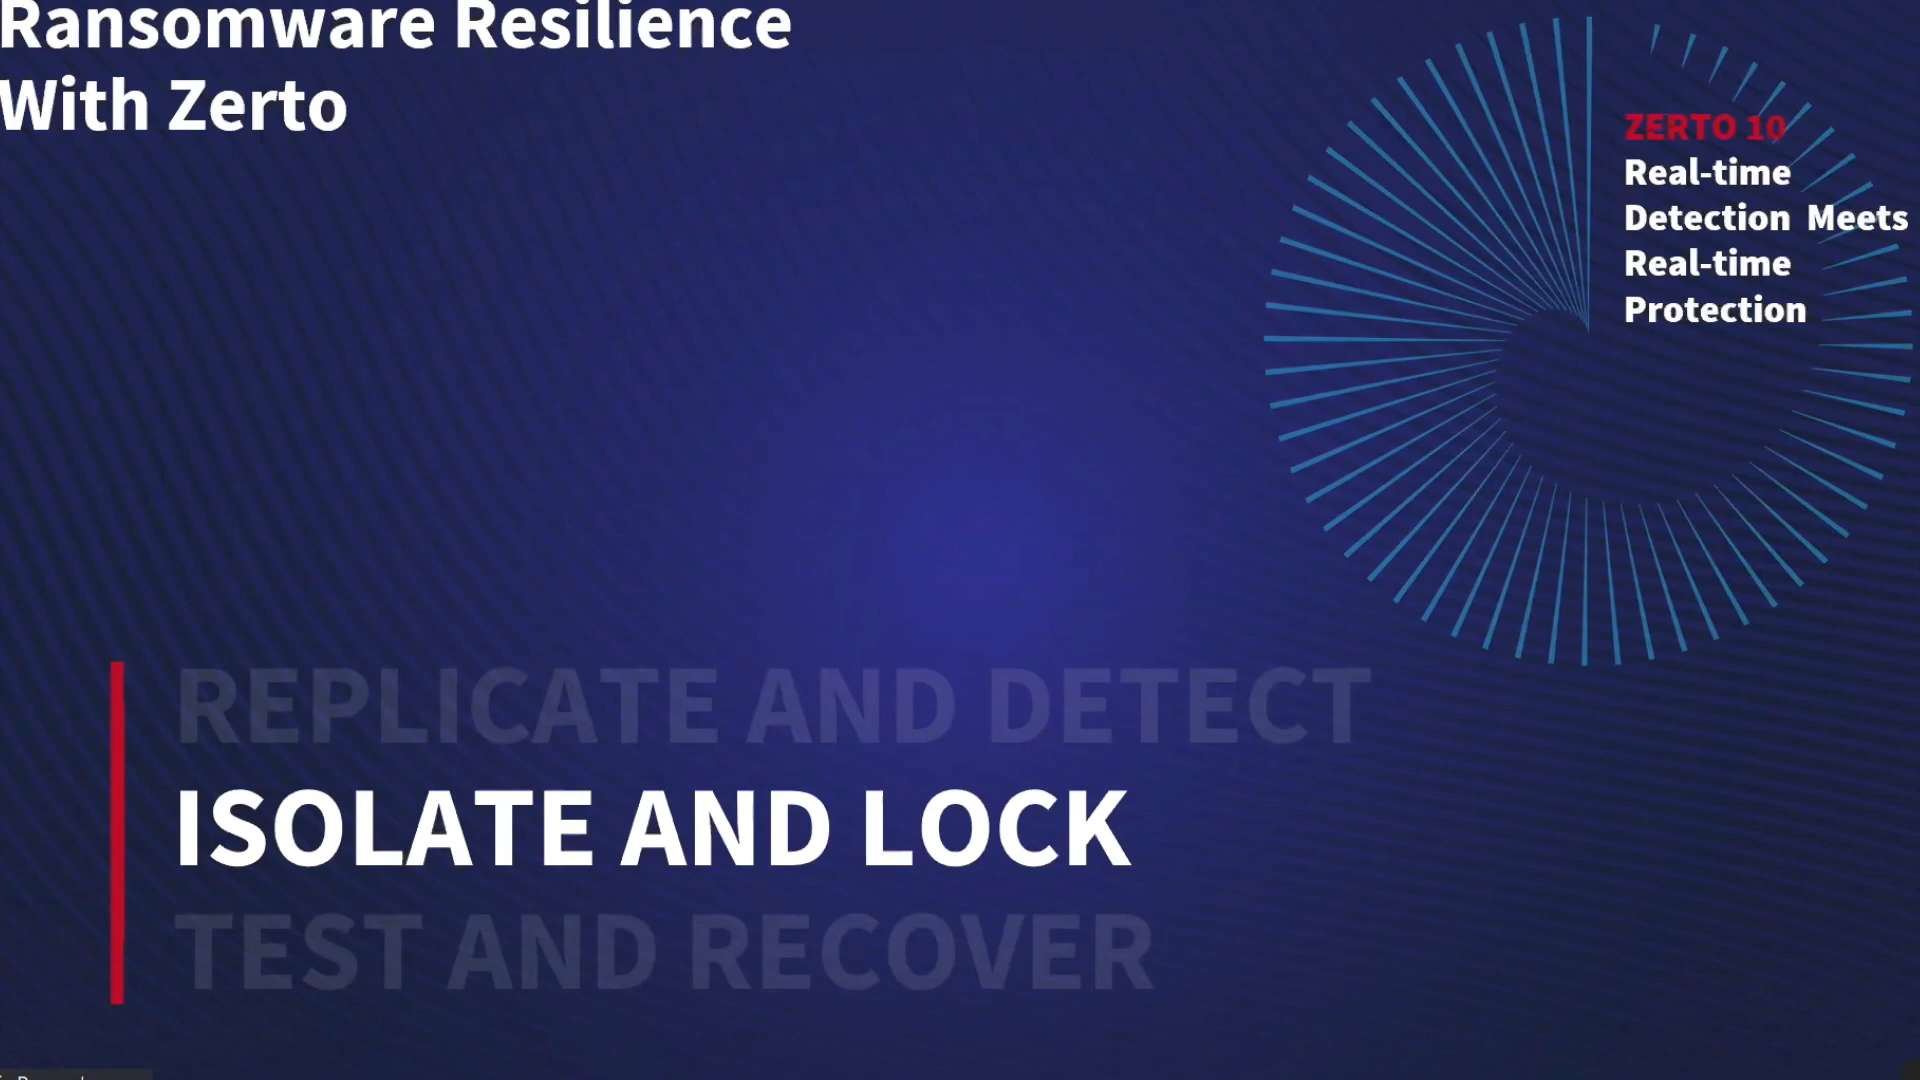 Ransomware Resilience
With Zerto
ZERTO 10
Real-time
Detection Meets
Real-time
Protection
REPLICATE AND DETECT
ISOLATE AND LOCK
TEST AND RECOVER